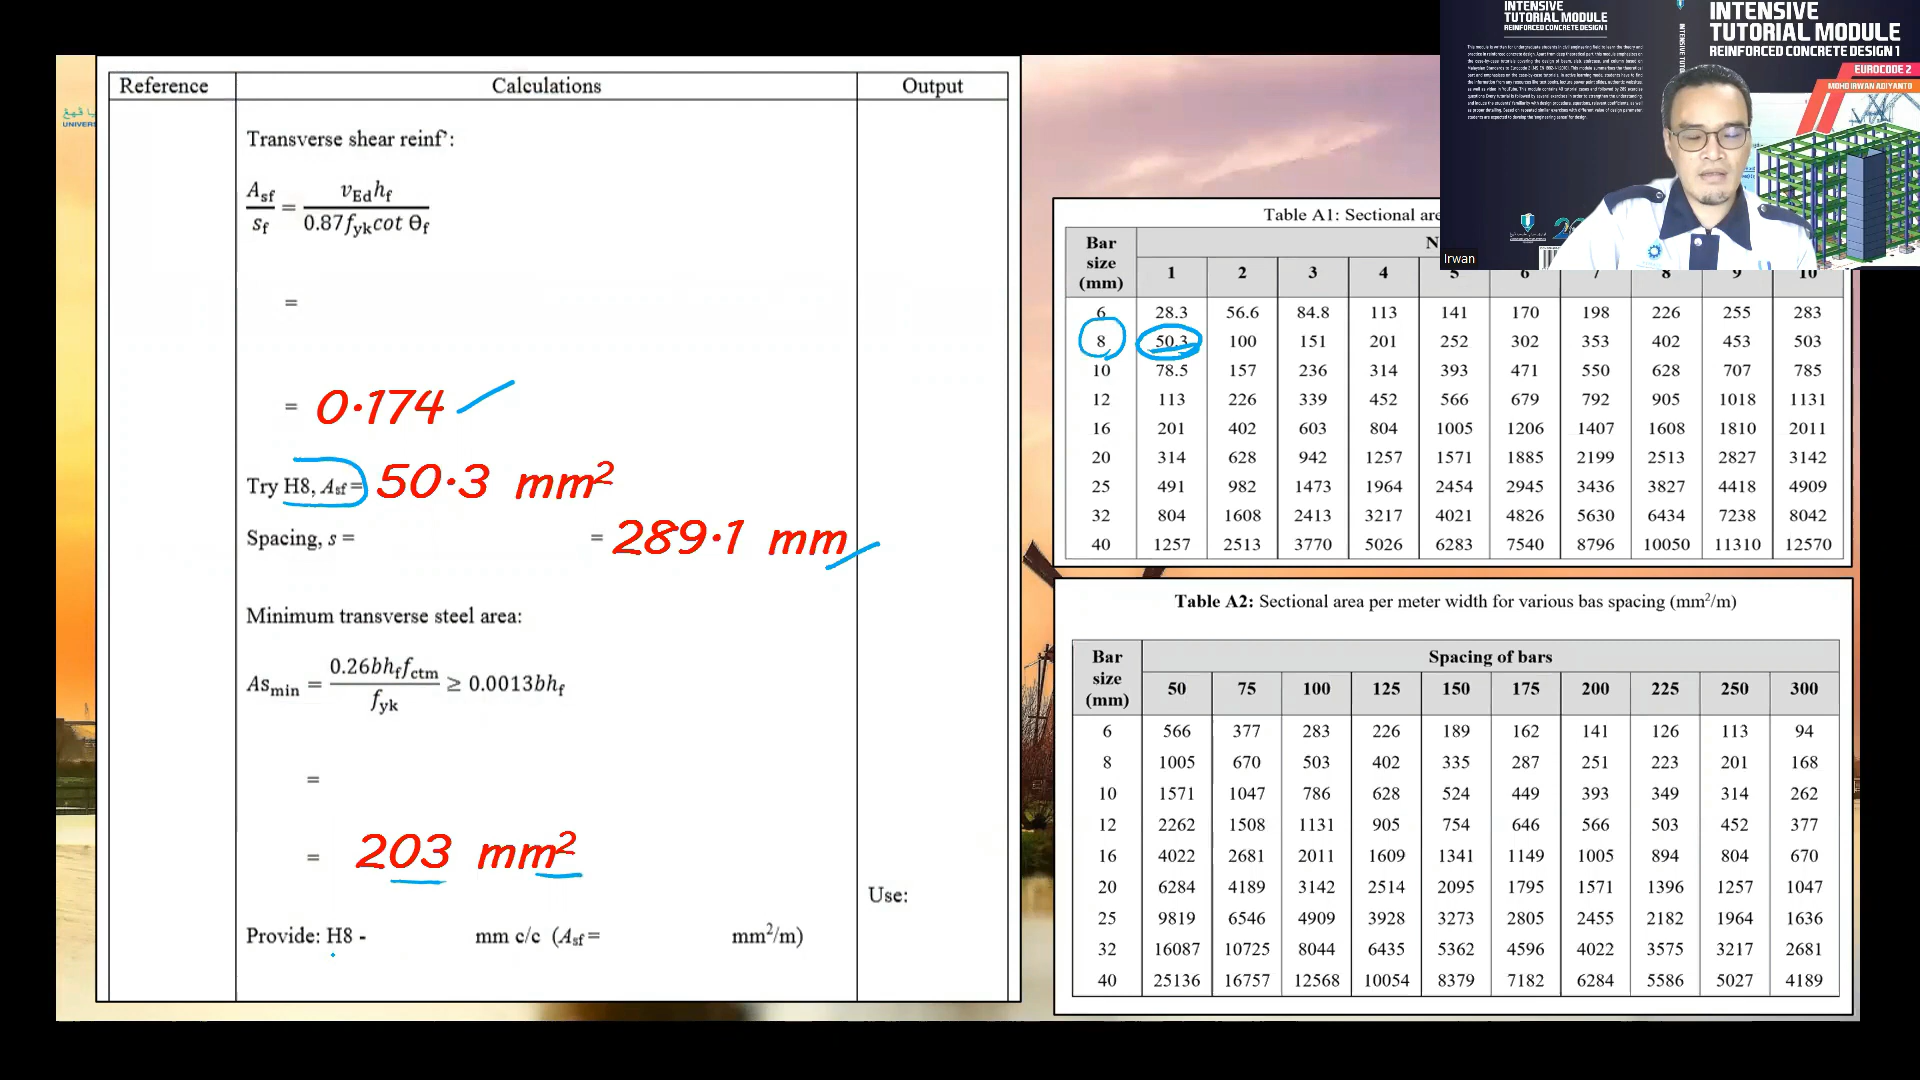 Reference Calculations Output
Transverse shear reinf’:
Asf/sf = vEdhf/0.87fykcot Θf
=
= 0.174
Try H8, Asf = 50.3 mm²
Spacing, s = = 289.1 mm
Minimum transverse steel area:
Asmin = 0.26bhffctm/fyk ≥ 0.0013bhf
=
= 203 mm²
Use:
Provide: H8 - mm c/c (Asf = mm²/m)
UNIVERS
Table A1: Sectional are
Bar size (mm) N
1 2 3 4 5 6 7 8 9 10
6 28.3 56.6 84.8 113 141 170 198 226 255 283
8 50.3 100 151 201 252 302 353 402 453 503
10 78.5 157 236 314 393 471 550 628 707 785
12 113 226 339 452 566 679 792 905 1018 1131
16 201 402 603 804 1005 1206 1407 1608 1810 2011
20 314 628 942 1257 1571 1885 2199 2513 2827 3142
25 491 982 1473 1964 2454 2945 3436 3827 4418 4909
32 804 1608 2413 3217 4021 4826 5630 6434 7238 8042
40 1257 2513 3770 5026 6283 7540 8796 10050 11310 12570
Table A2: Sectional area per meter width for various bas spacing (mm²/m)
Bar size (mm) Spacing of bars
50 75 100 125 150 175 200 225 250 300
6 566 377 283 226 189 162 141 126 113 94
8 1005 670 503 402 335 287 251 223 201 168
10 1571 1047 786 628 524 449 393 349 314 262
12 2262 1508 1131 905 754 646 566 503 452 377
16 4022 2681 2011 1609 1341 1149 1005 894 804 670
20 6284 4189 3142 2514 2095 1795 1571 1396 1257 1047
25 9819 6546 4909 3928 3273 2805 2455 2182 1964 1636
32 16087 10725 8044 6435 5362 4596 4022 3575 3217 2681
40 25136 16757 12568 10054 8379 7182 6284 5586 5027 4189
INTENSIVE
TUTORIAL MODULE
REINFORCED CONCRETE DESIGN 1
INTENSIVE
TUTORIAL MODULE
REINFORCED CONCRETE DESIGN 1
EUROCODE 2
MOHD IRWAN ADIYANTO
Irwan